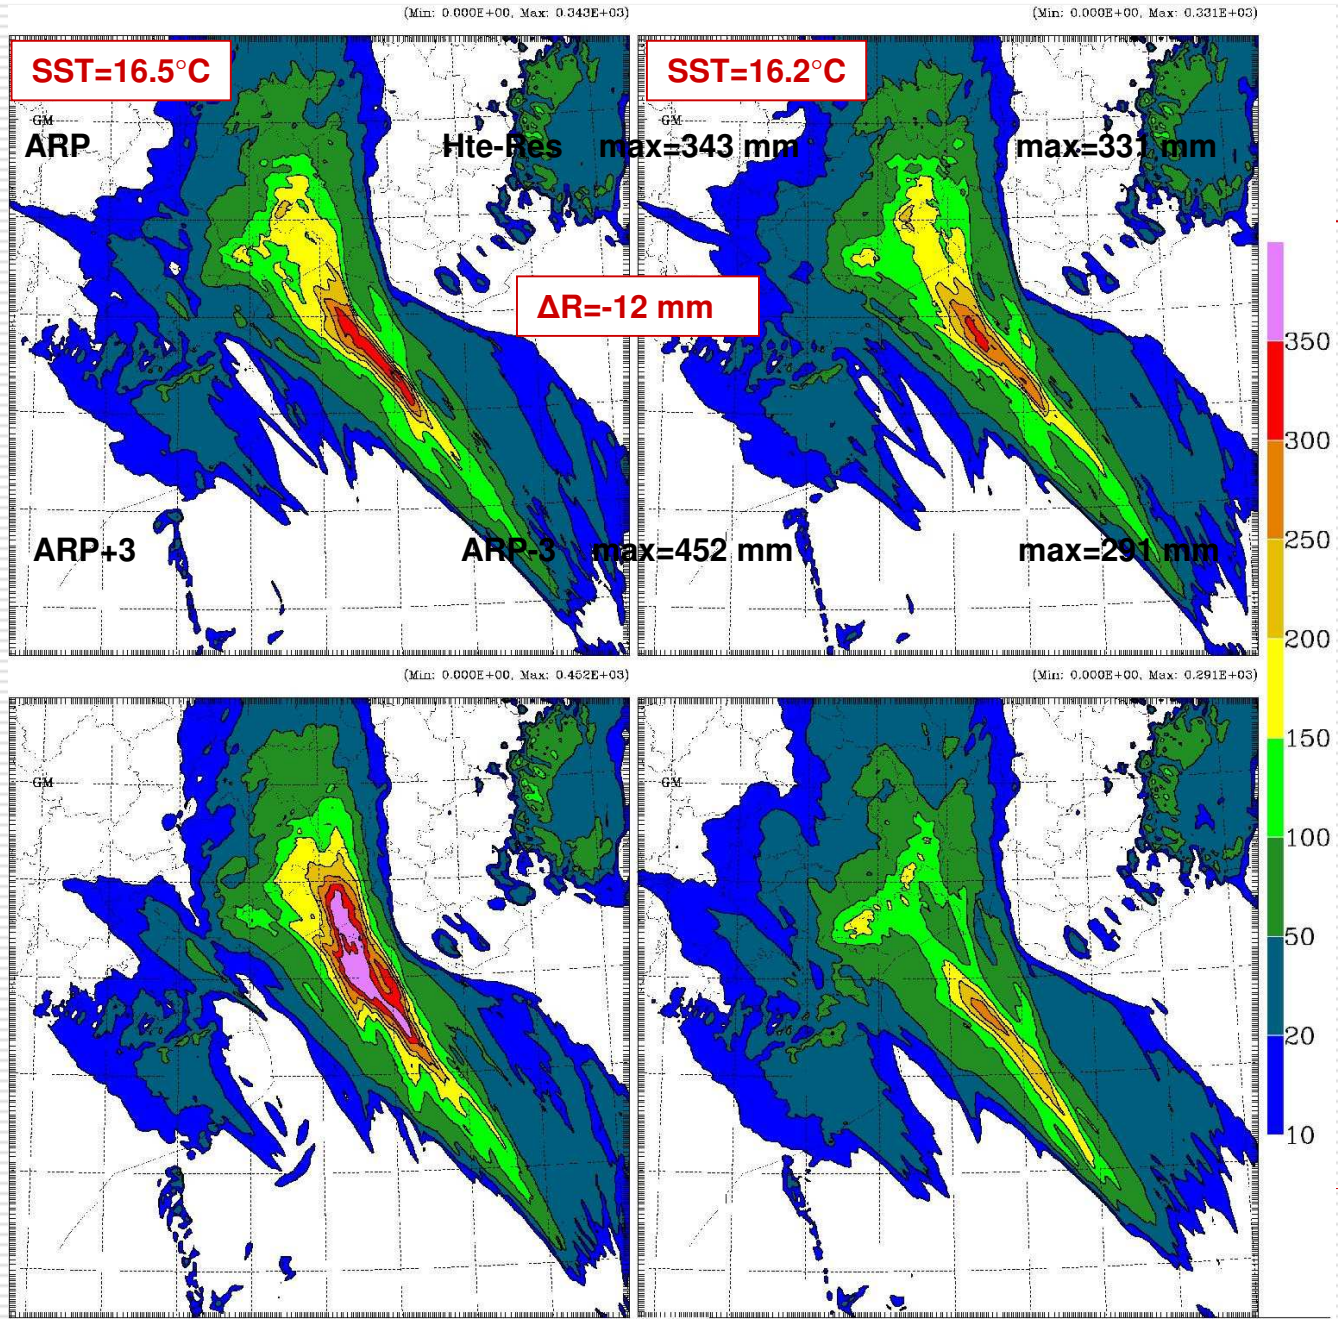 (Min: 0.000E+00, Max: 0.343E+03)
(Min: 0.000E+00, Max: 0.331E+03)
SST=16.5°C
SST=16.2°C
GM
GM
ARP
Hte-Res
max=343 mm
max=331 mm
ΔR=-12 mm
350
300
250
200
150
100
50
20
10
ARP+3
ARP-3
max=452 mm
max=291 mm
(Min: 0.000E+00, Max: 0.452E+03)
(Min: 0.000E+00, Max: 0.291E+03)
GM
GM